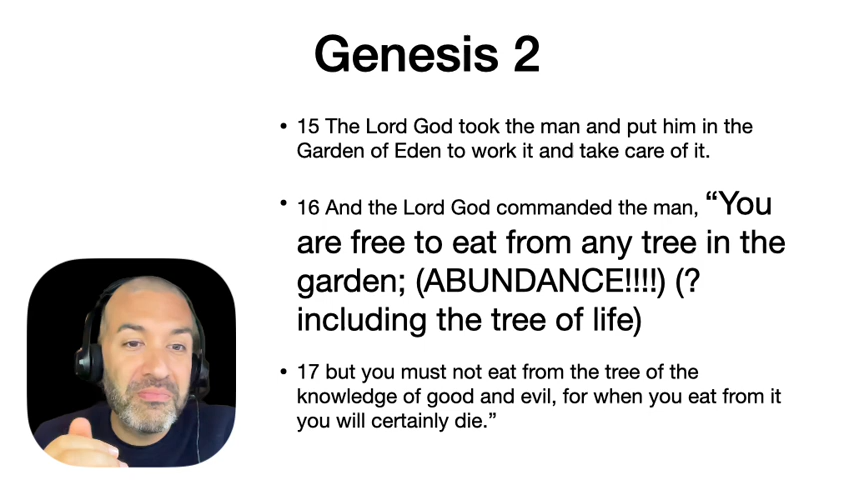 Genesis 2
• 15 The Lord God took the man and put him in the
Garden of Eden to work it and take care of it.
• 16 And the Lord God commanded the man, “You
are free to eat from any tree in the
garden; (ABUNDANCE!!!!) (?
including the tree of life)
• 17 but you must not eat from the tree of the
knowledge of good and evil, for when you eat from it
you will certainly die.”